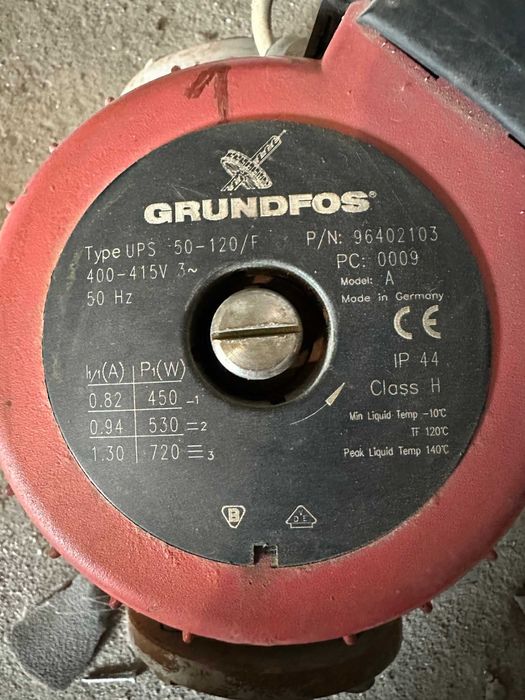 1
GRUNDFOS®
Type UPS 50-120/F P/N: 96402103
400-415V 3~ PC: 0009
50 Hz Model: A
Made in Germany
CE
IP 44
Class H
I1/1(A) P1(W)
0.82 450 –1
0.94 530 =2
1.30 720 ≡3
Min Liquid Temp -10°C
TF 120°C
Peak Liquid Temp 140°C
B VDE